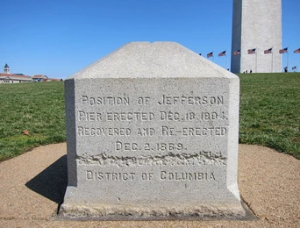 Position of Jefferson
Pier erected Dec. 18, 1804.
Recovered and Re-erected
Dec. 2. 1889.
District of Columbia